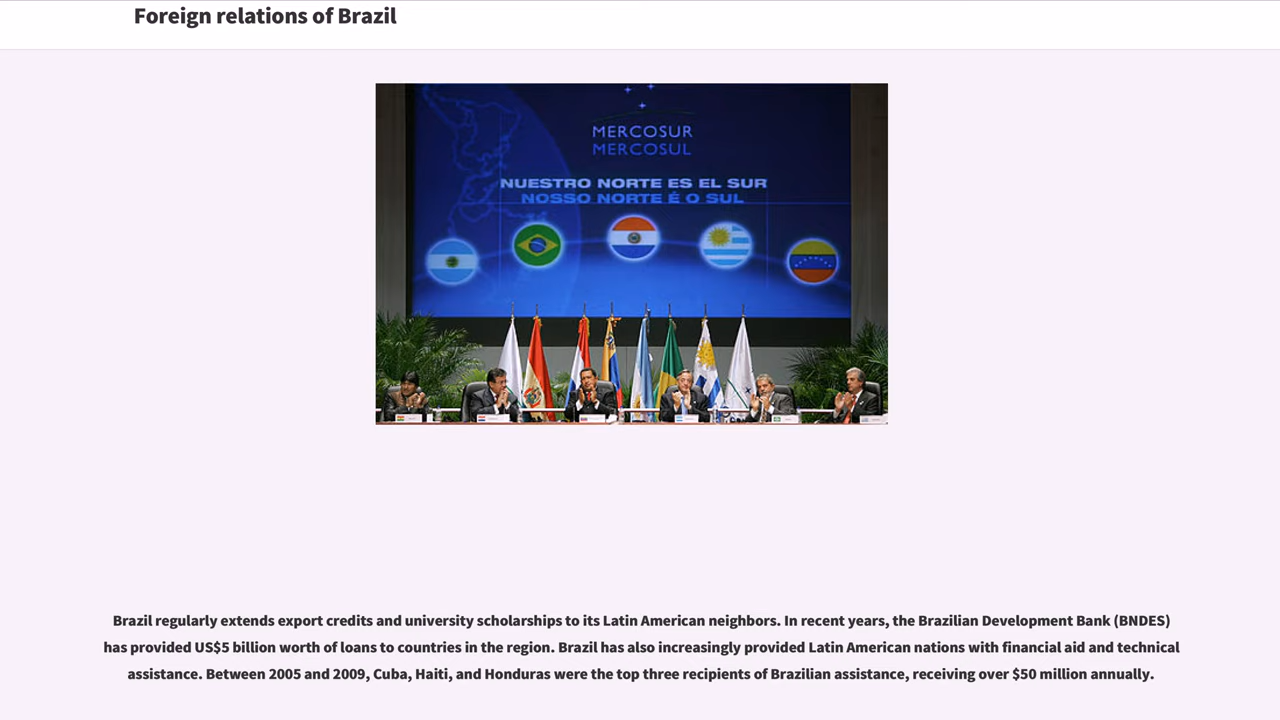 Foreign relations of Brazil
MERCOSUR
MERCOSUL
NUESTRO NORTE ES EL SUR
NOSSO NORTE É O SUL
Brazil regularly extends export credits and university scholarships to its Latin American neighbors. In recent years, the Brazilian Development Bank (BNDES)
has provided US$5 billion worth of loans to countries in the region. Brazil has also increasingly provided Latin American nations with financial aid and technical
assistance. Between 2005 and 2009, Cuba, Haiti, and Honduras were the top three recipients of Brazilian assistance, receiving over $50 million annually.